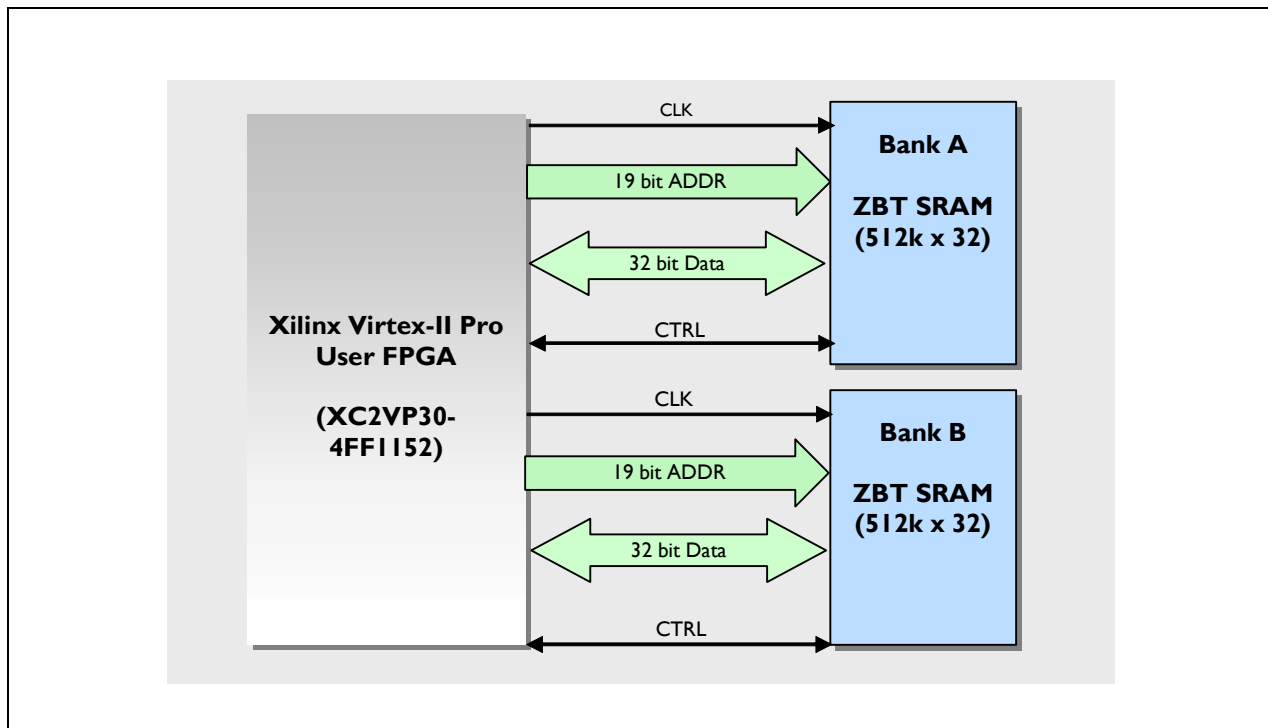 Xilinx Virtex-II Pro
User FPGA
(XC2VP30-
4FF1152)
CLK
19 bit ADDR
32 bit Data
CTRL
Bank A
ZBT SRAM
(512k x 32)
CLK
19 bit ADDR
32 bit Data
CTRL
Bank B
ZBT SRAM
(512k x 32)